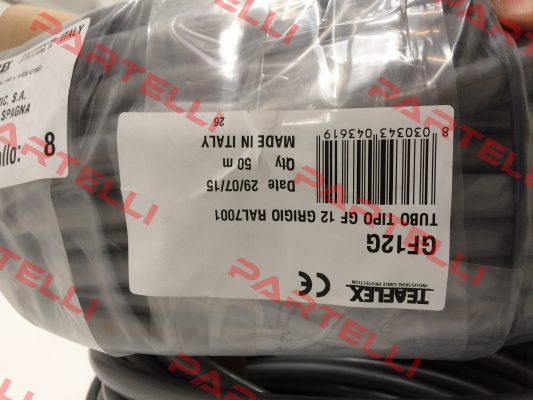 TEAFLEX
INDUSTRIAL CABLE PROTECTION
CE
GF12G
TUBO TIPO GF 12 GRIGIO RAL7001
Date 29/07/15
Qty 50 m
MADE IN ITALY
26
8 030343 043619
ITALY
S.A.
SPAGNA
8
PARTELLI
PARTELLI
PARTELLI
PARTELLI
PARTELLI